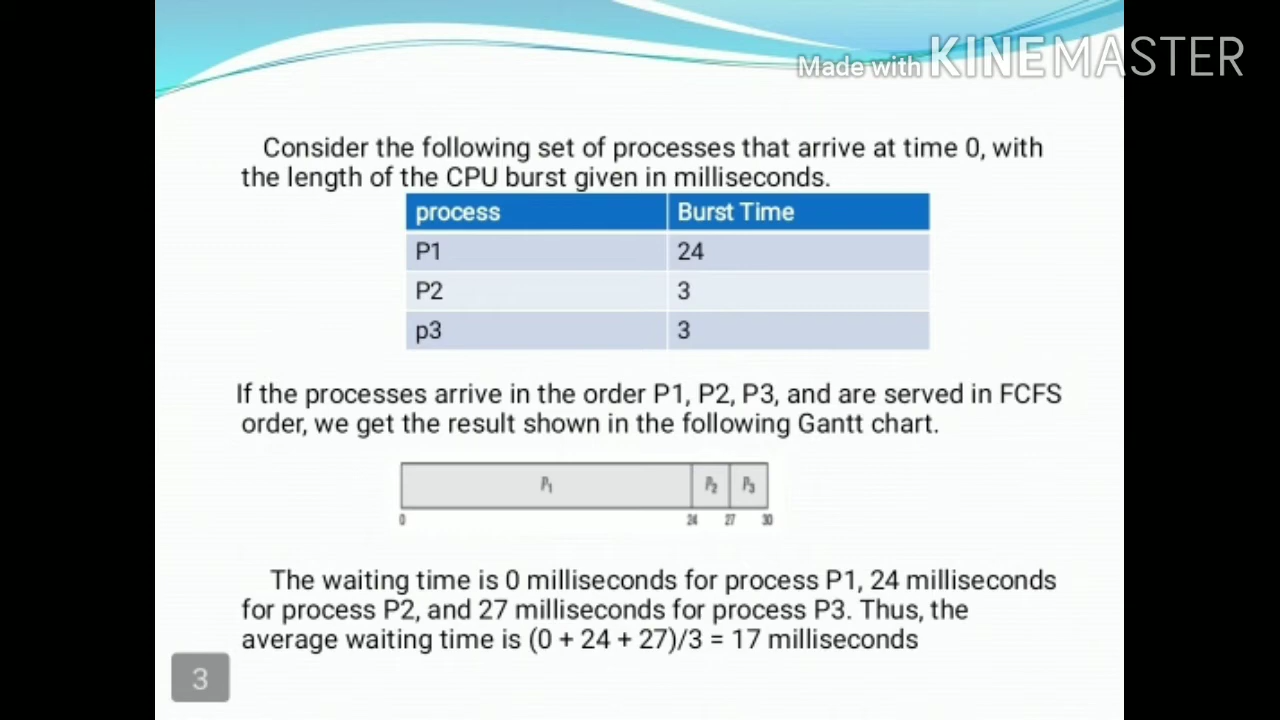 Made with KINEMASTER
Consider the following set of processes that arrive at time 0, with
the length of the CPU burst given in milliseconds.
process Burst Time
P1 24
P2 3
p3 3
If the processes arrive in the order P1, P2, P3, and are served in FCFS
order, we get the result shown in the following Gantt chart.
P1 P2 P3
0 24 27 30
The waiting time is 0 milliseconds for process P1, 24 milliseconds
for process P2, and 27 milliseconds for process P3. Thus, the
average waiting time is (0 + 24 + 27)/3 = 17 milliseconds
3